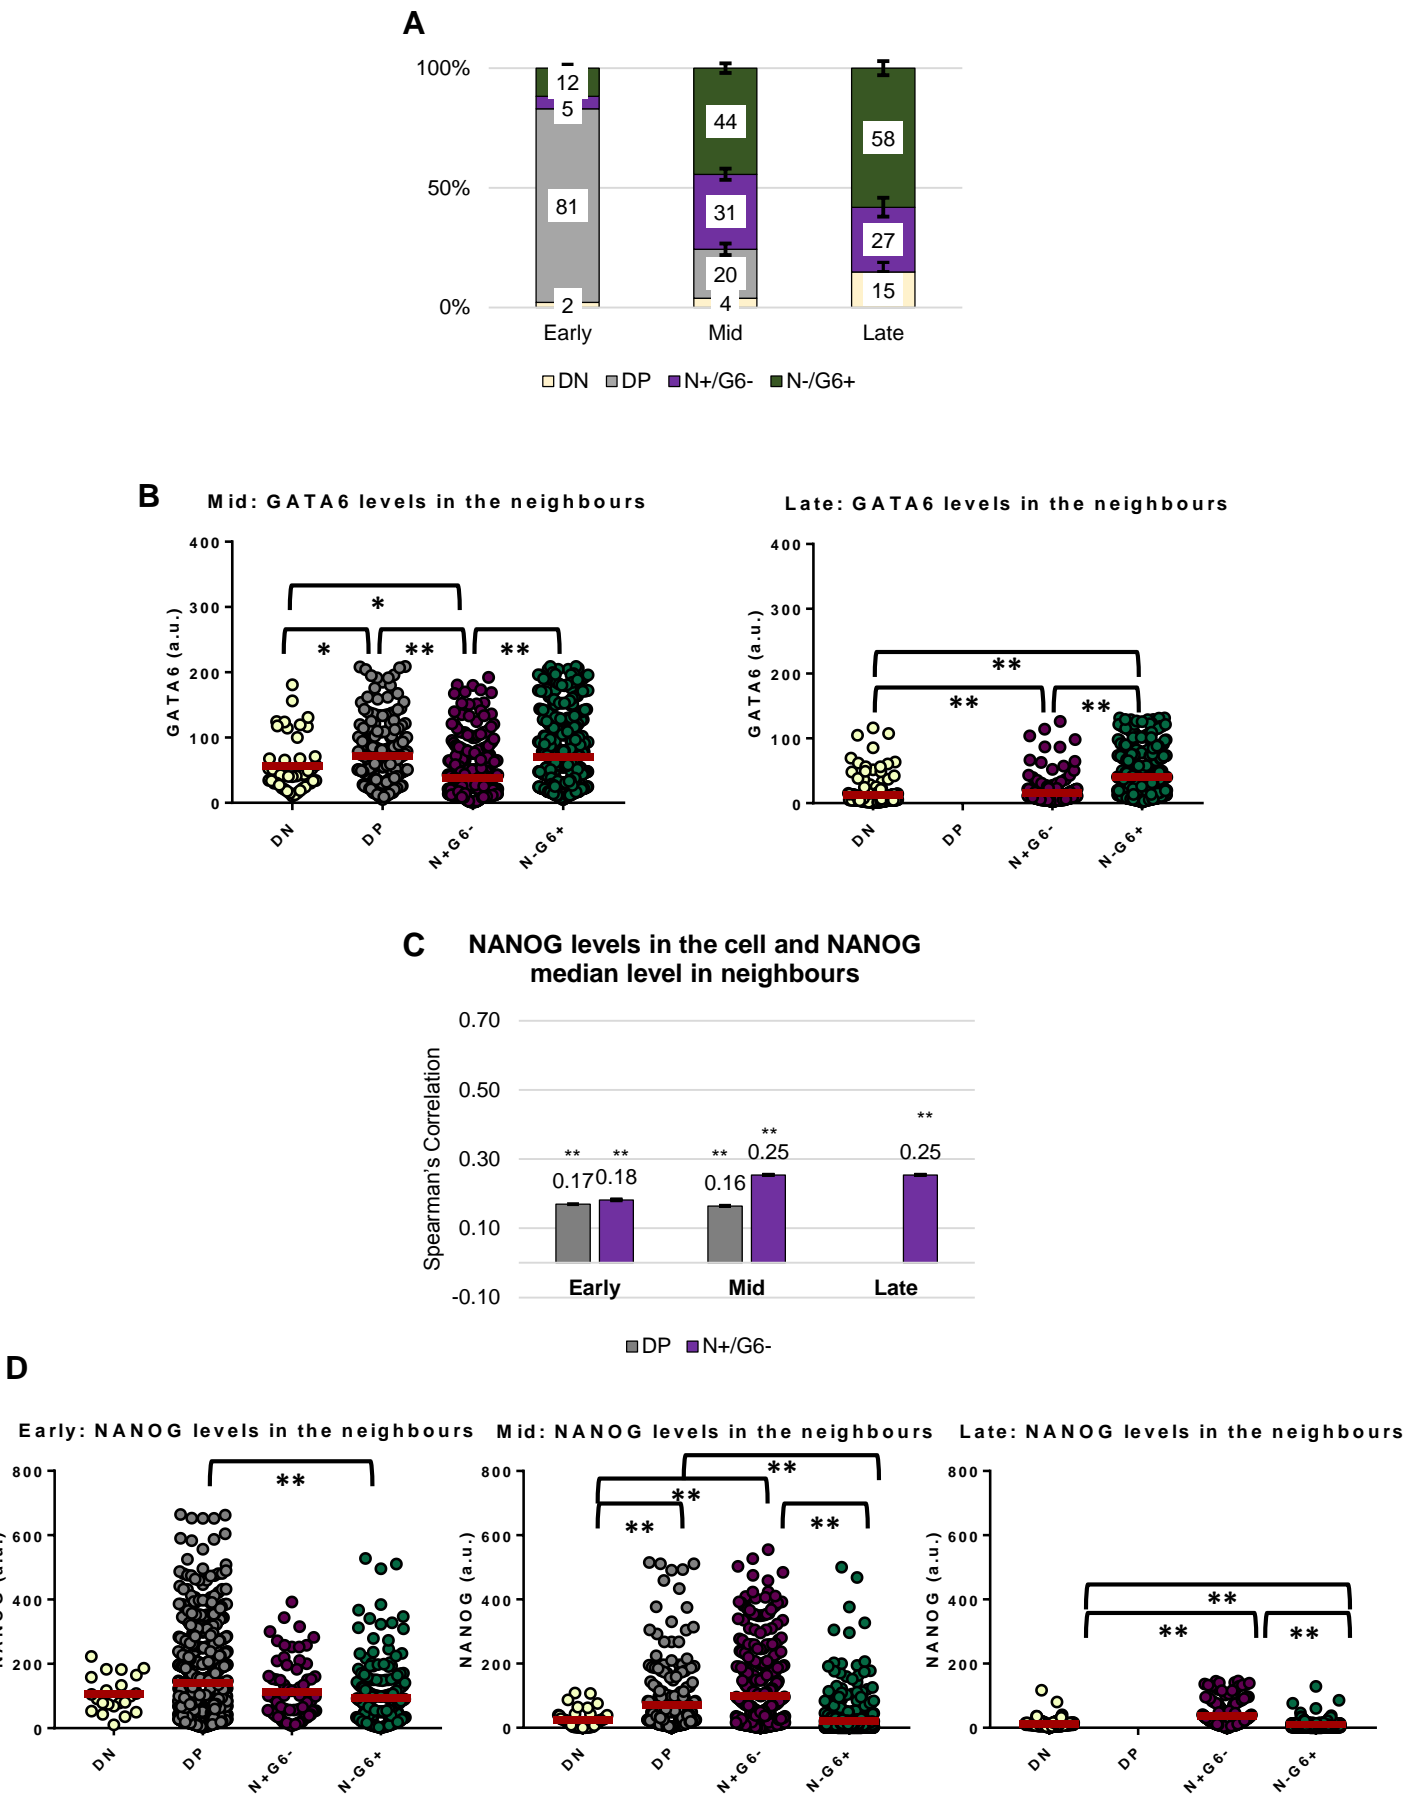 A
100%
50%
0%
12
5
81
2
44
31
20
4
58
27
15
Early Mid Late
DN DP N+/G6- N-/G6+
B
Mid: GATA6 levels in the neighbours
GATA6 (a.u.)
400
300
200
100
0
*
* ** **
DN DP N+G6- N-G6+
Late: GATA6 levels in the neighbours
GATA6 (a.u.)
400
300
200
100
0
**
** **
DN DP N+G6- N-G6+
C
NANOG levels in the cell and NANOG
median level in neighbours
Spearman's Correlation
0.70
0.50
0.30
0.10
-0.10
** ** ** ** **
0.17 0.18 0.16 0.25 0.25
Early Mid Late
DP N+/G6-
D
Early: NANOG levels in the neighbours
800
600
400
200
0
**
DN DP N+G6- N-G6+
Mid: NANOG levels in the neighbours
NANOG (a.u.)
800
600
400
200
0
**
**
** **
DN DP N+G6- N-G6+
Late: NANOG levels in the neighbours
NANOG (a.u.)
800
600
400
200
0
**
** **
DN DP N+G6- N-G6+